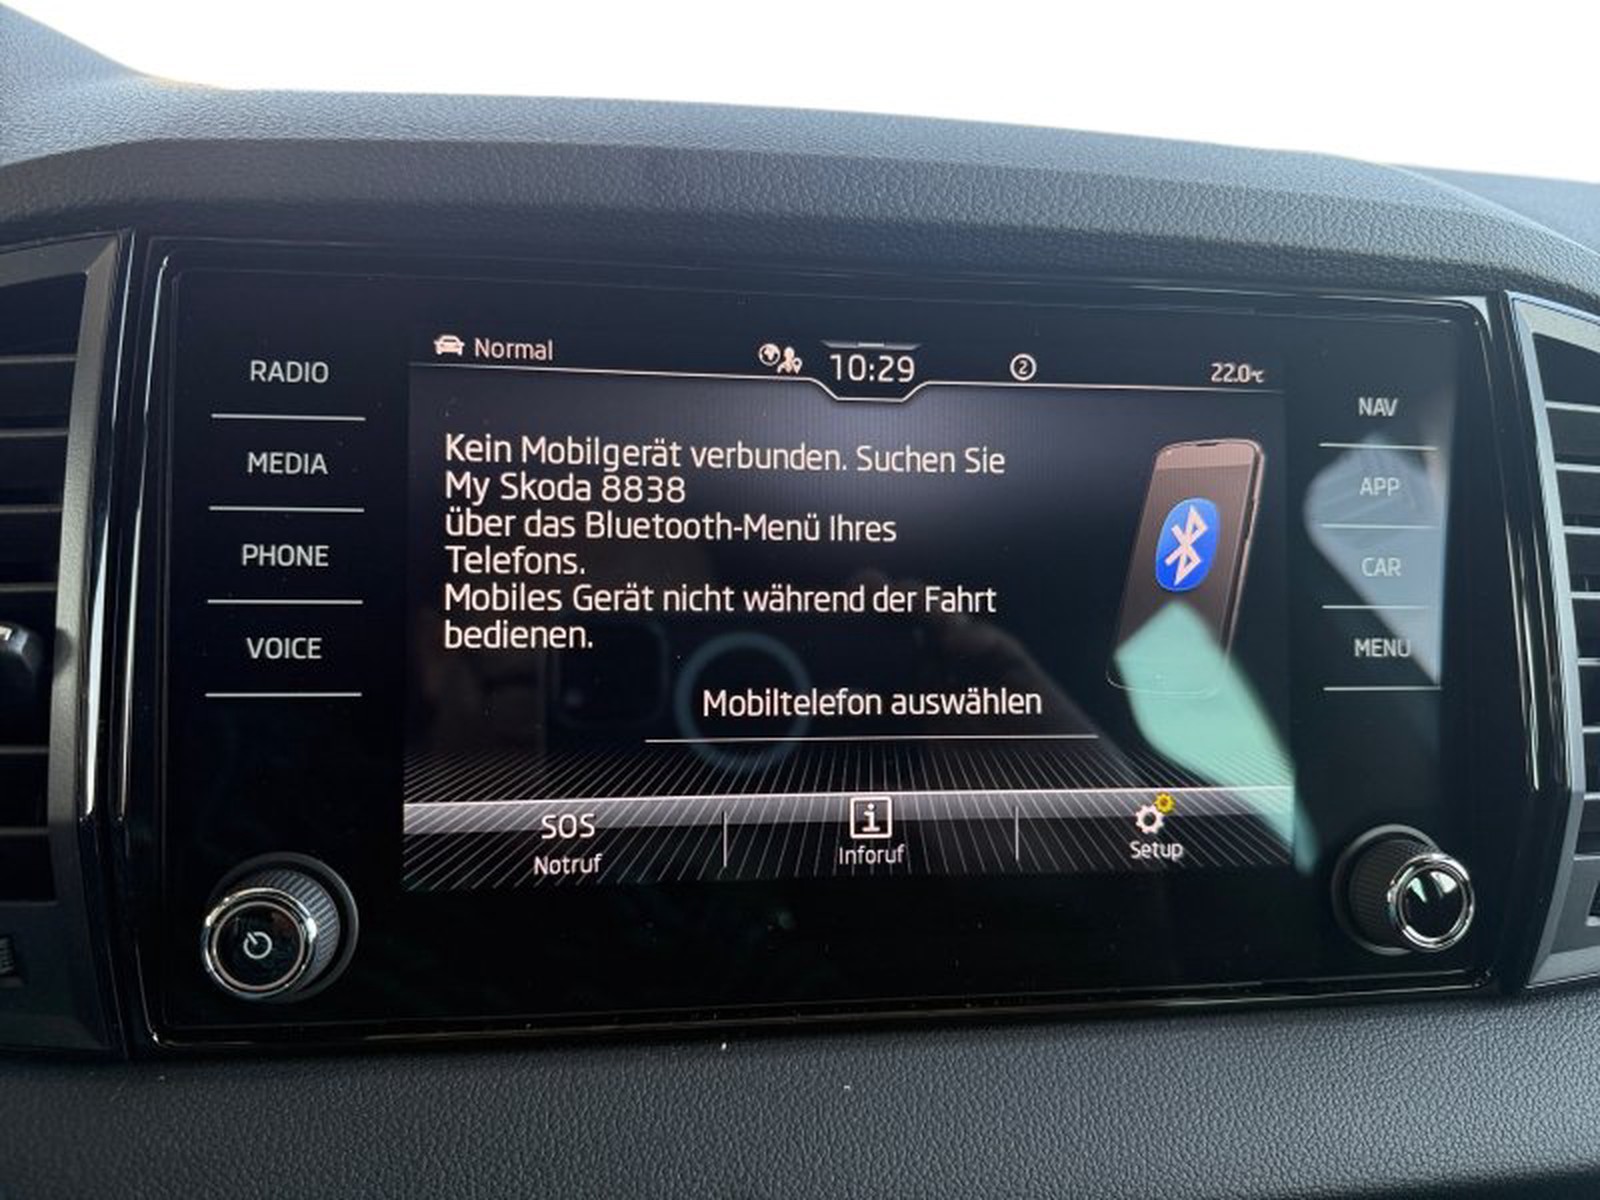 Normal
10:29
2
22.0°C
RADIO
MEDIA
PHONE
VOICE
Kein Mobilgerät verbunden. Suchen Sie
My Skoda 8838
über das Bluetooth-Menü Ihres
Telefons.
Mobiles Gerät nicht während der Fahrt
bedienen.
Mobiltelefon auswählen
SOS
Notruf
i
Inforuf
Setup
NAV
APP
CAR
MENU